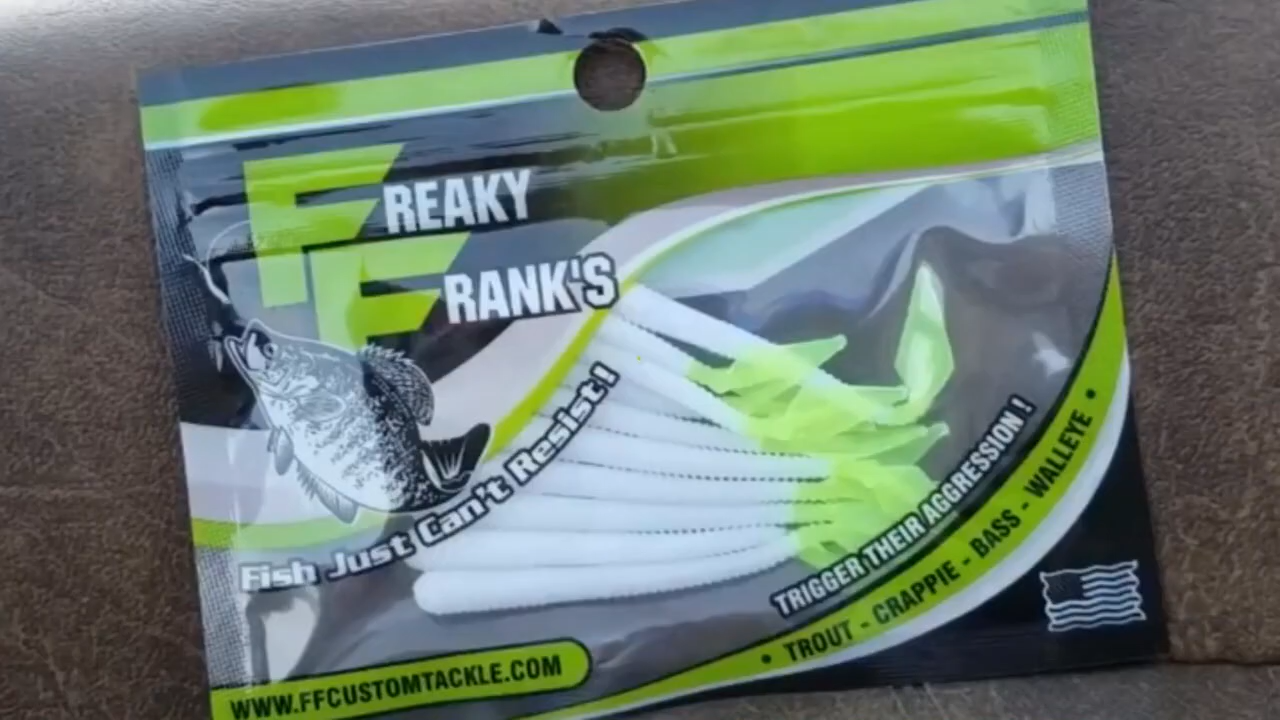 FREAKY
FRANK'S
Fish Just Can't Resist!
TRIGGER THEIR AGGRESSION!
• TROUT - CRAPPIE - BASS - WALLEYE •
WWW.FFCUSTOMTACKLE.COM